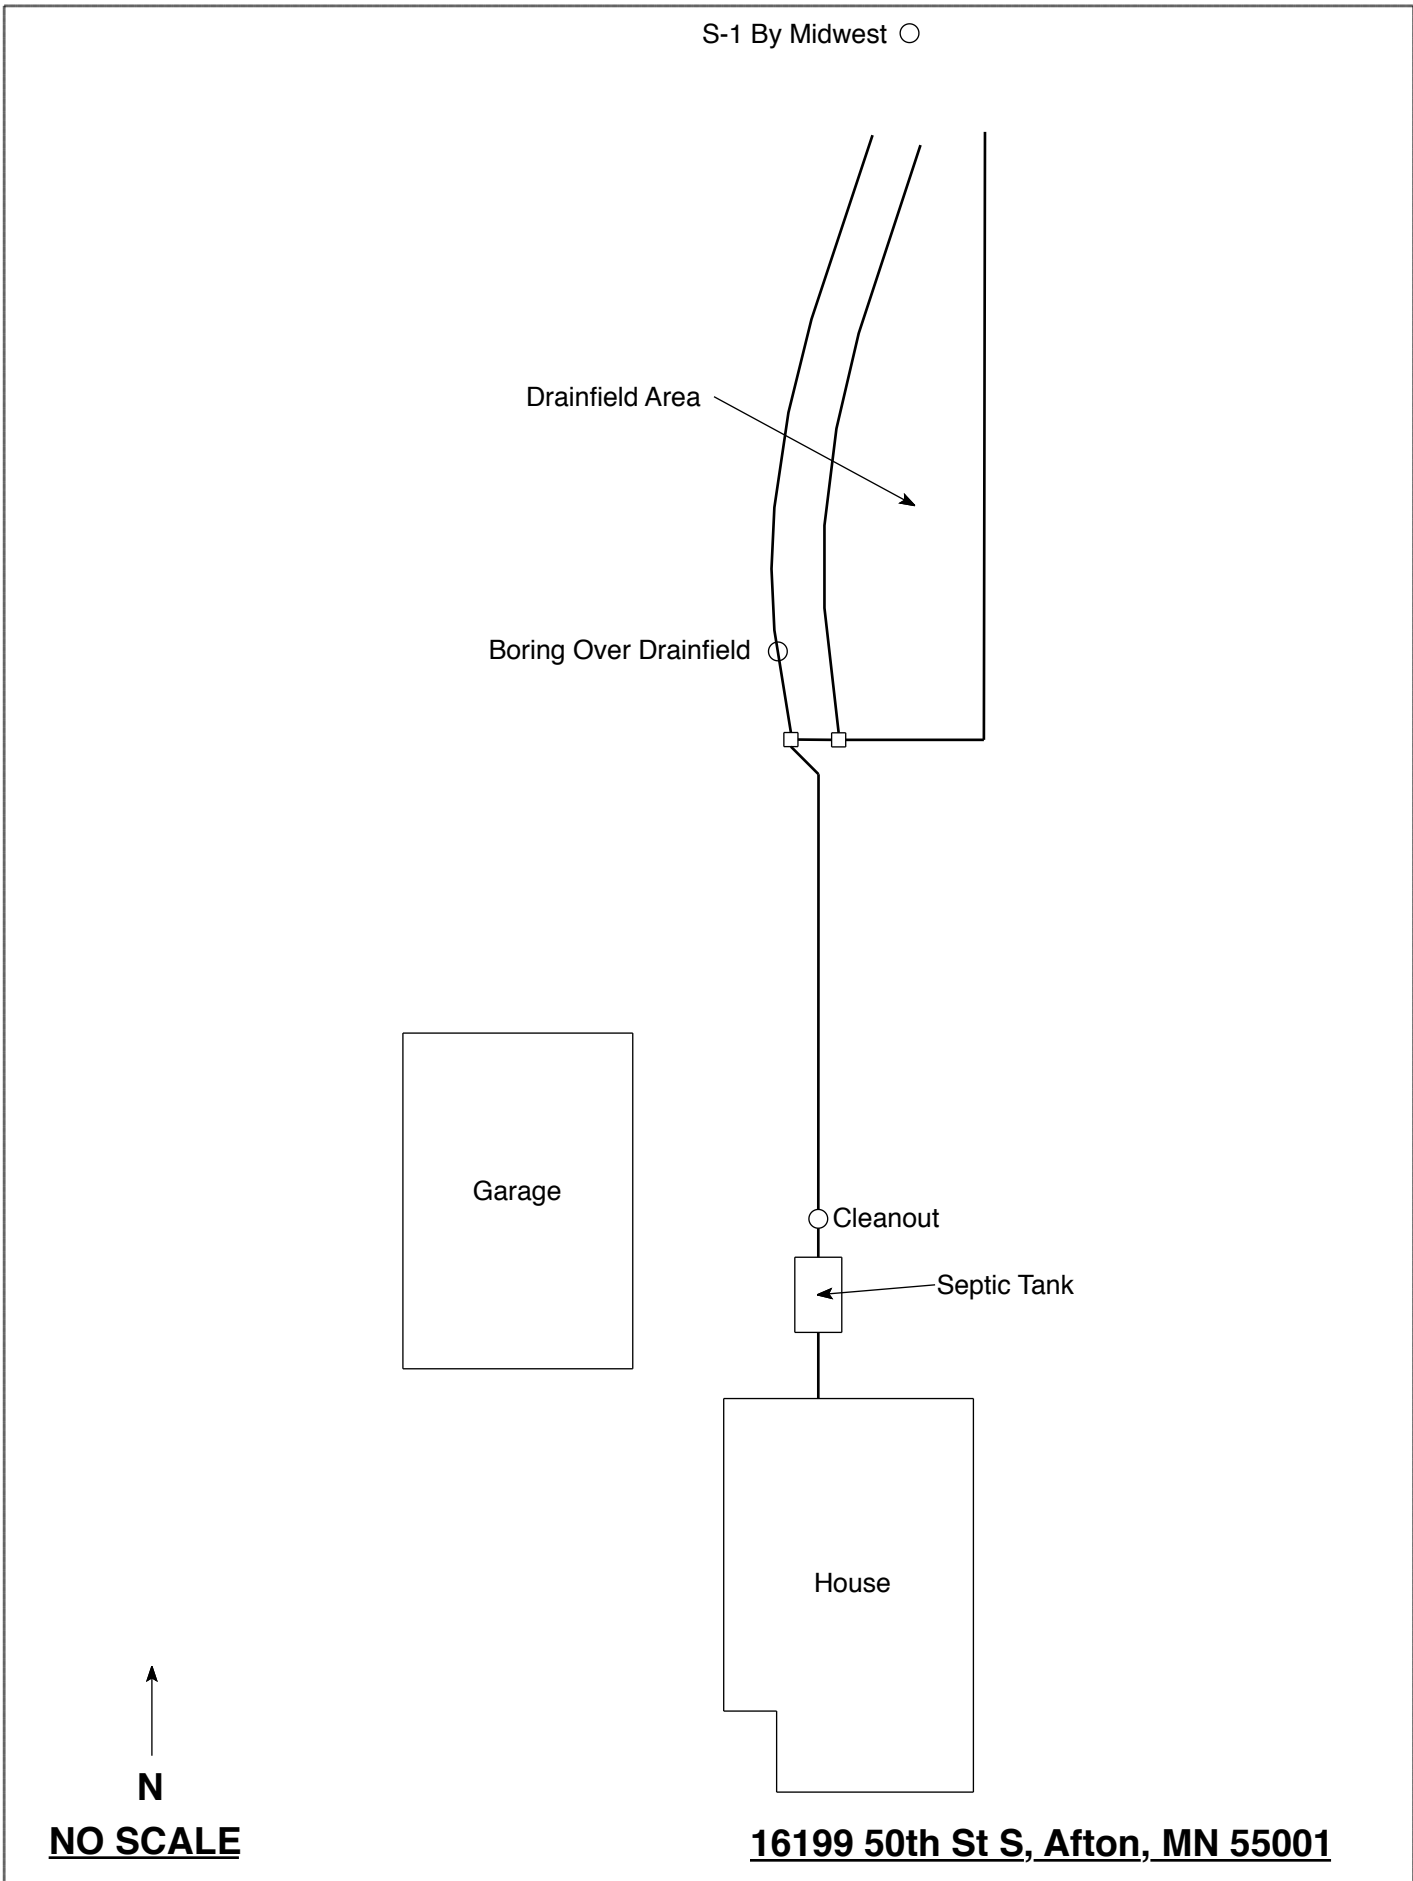 S-1 By Midwest
Drainfield Area
Boring Over Drainfield
Garage
Cleanout
Septic Tank
House
N
NO SCALE
16199 50th St S, Afton, MN 55001